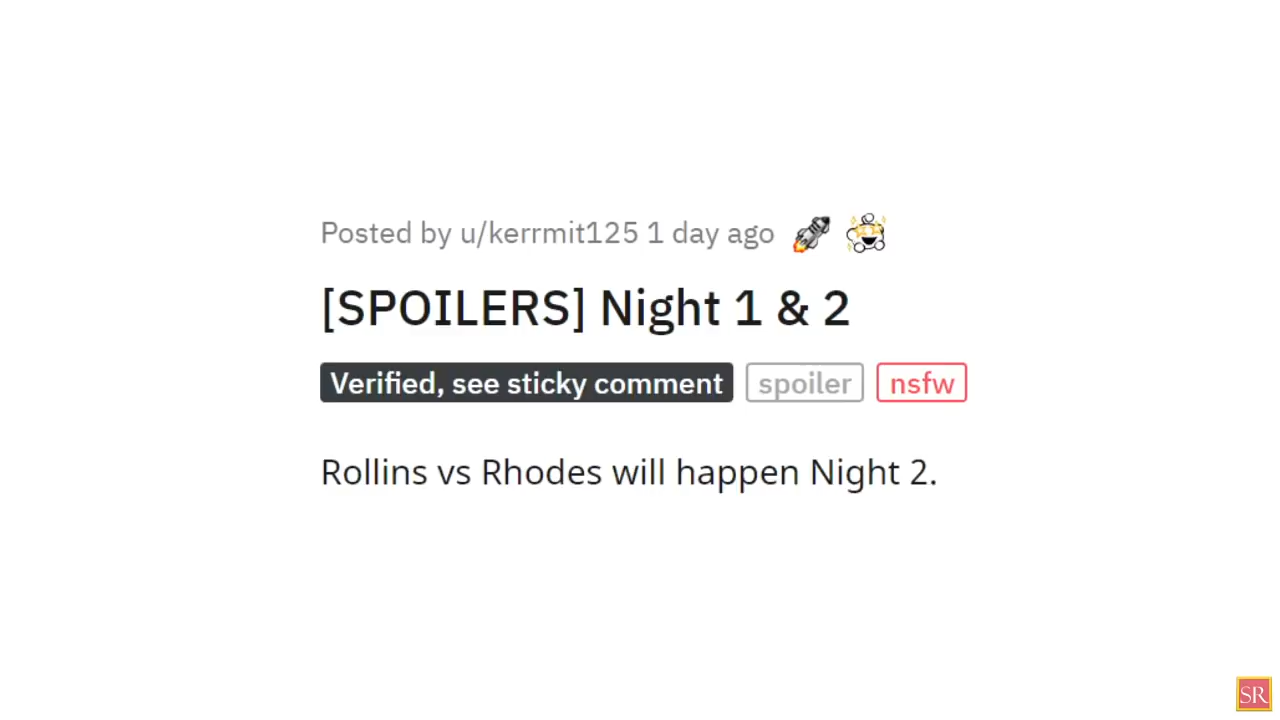 Posted by u/kerrmit125 1 day ago
[SPOILERS] Night 1 & 2
Verified, see sticky comment spoiler nsfw
Rollins vs Rhodes will happen Night 2.
SR